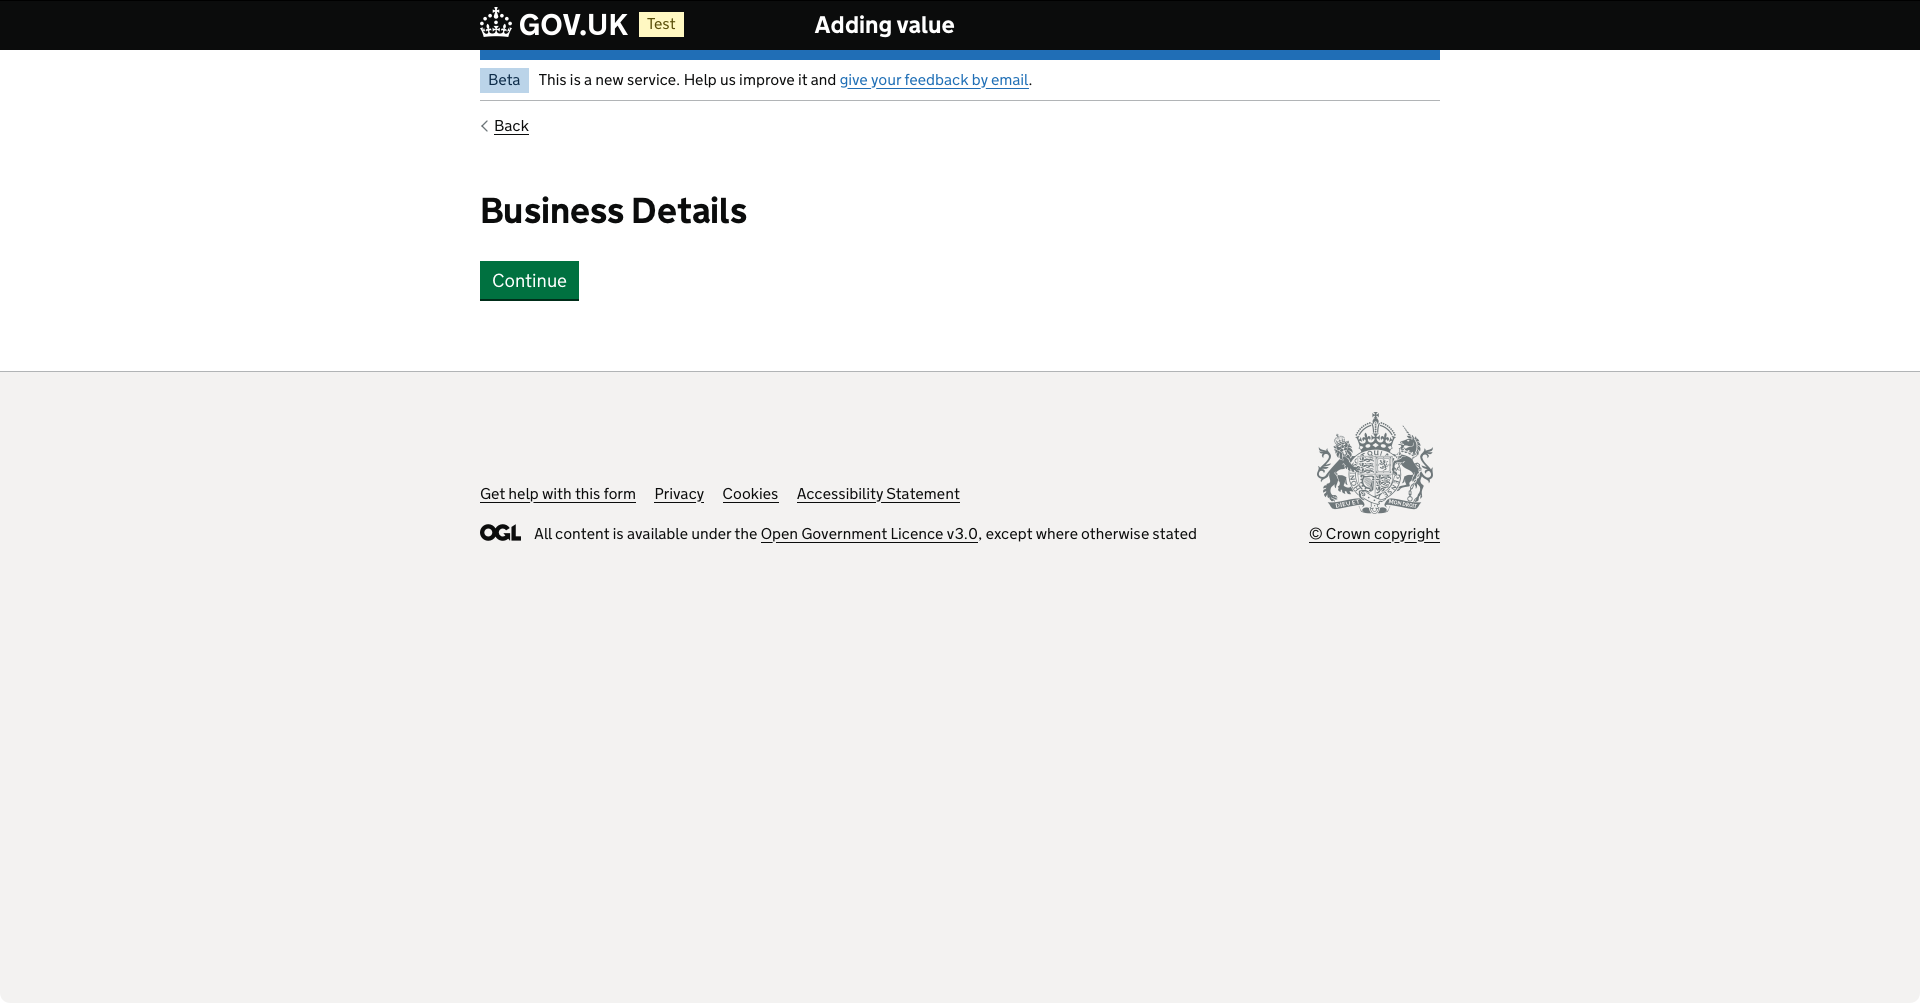 GOV.UK Test Adding value
Beta This is a new service. Help us improve it and give your feedback by email.
Back
Business Details
Continue
Get help with this form Privacy Cookies Accessibility Statement
OGL All content is available under the Open Government Licence v3.0, except where otherwise stated
© Crown copyright